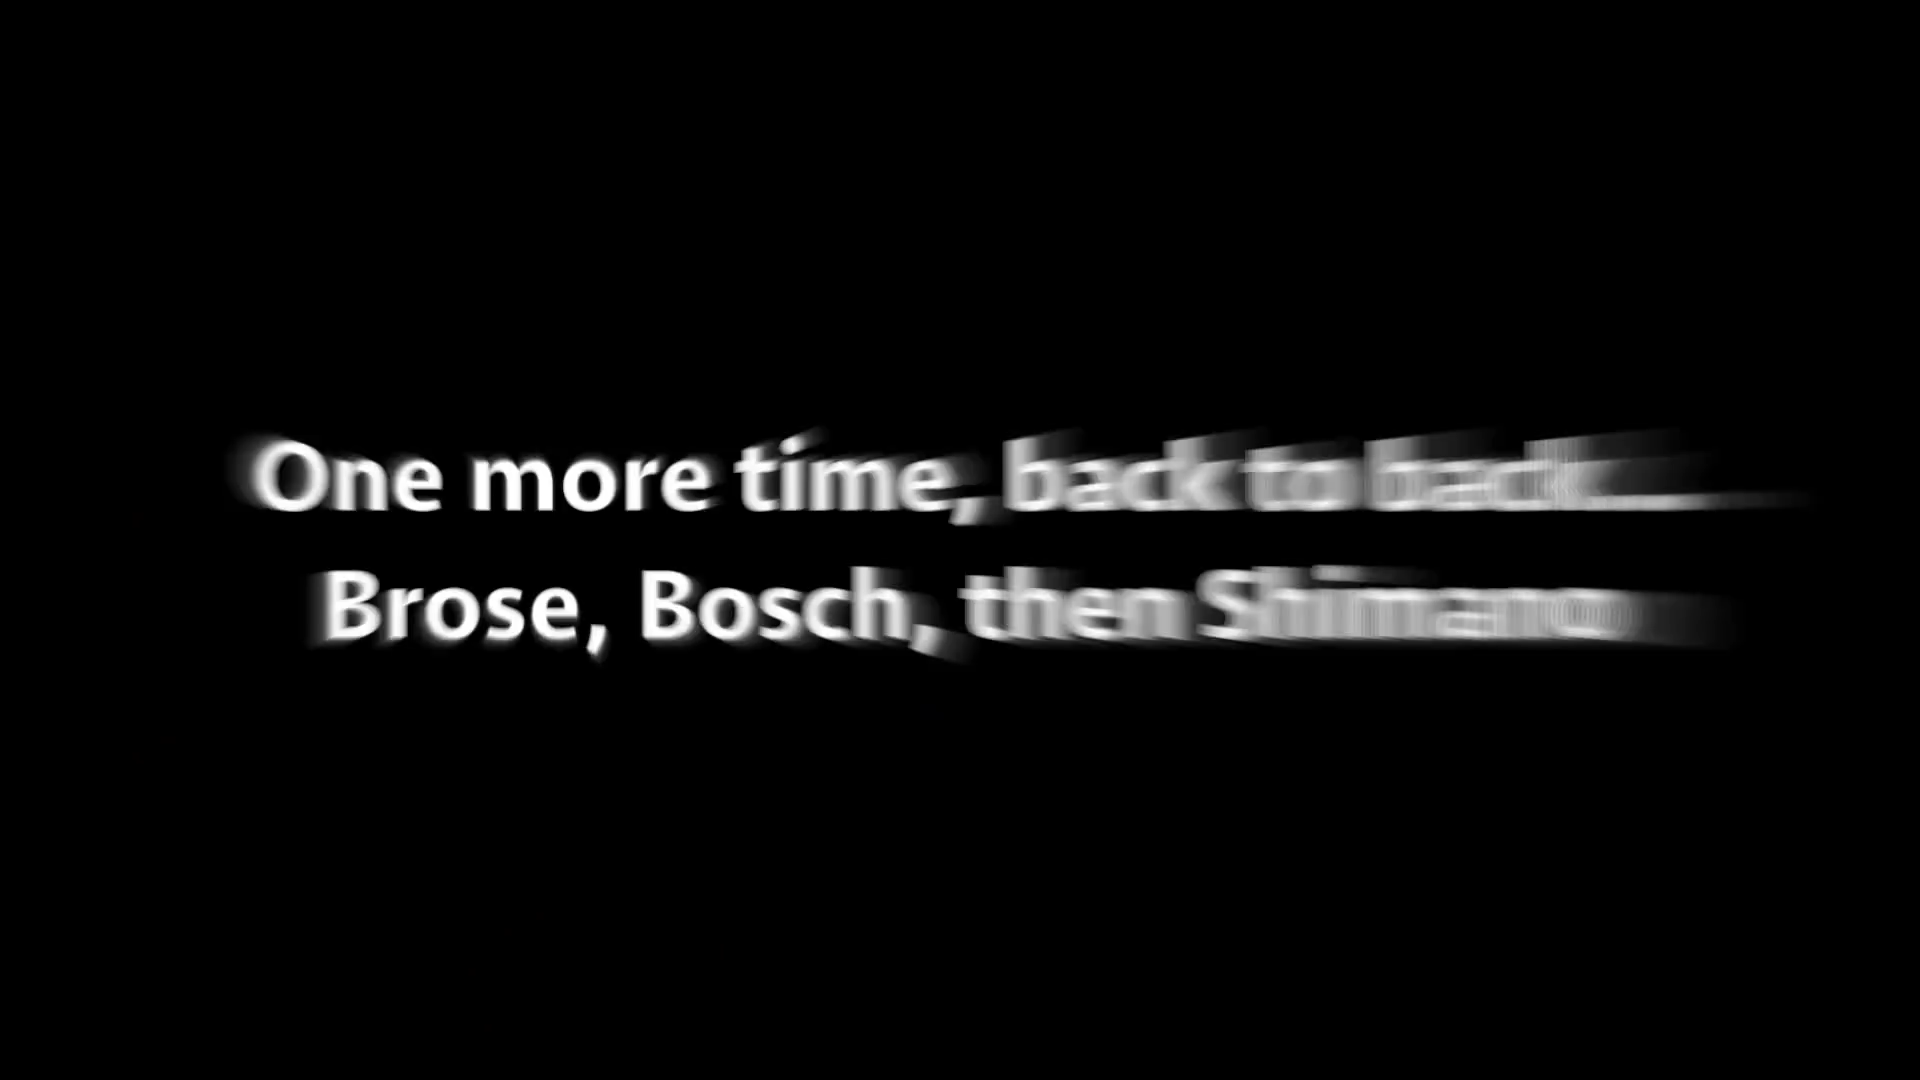 One more time, back to back...
Brose, Bosch, then Shimano